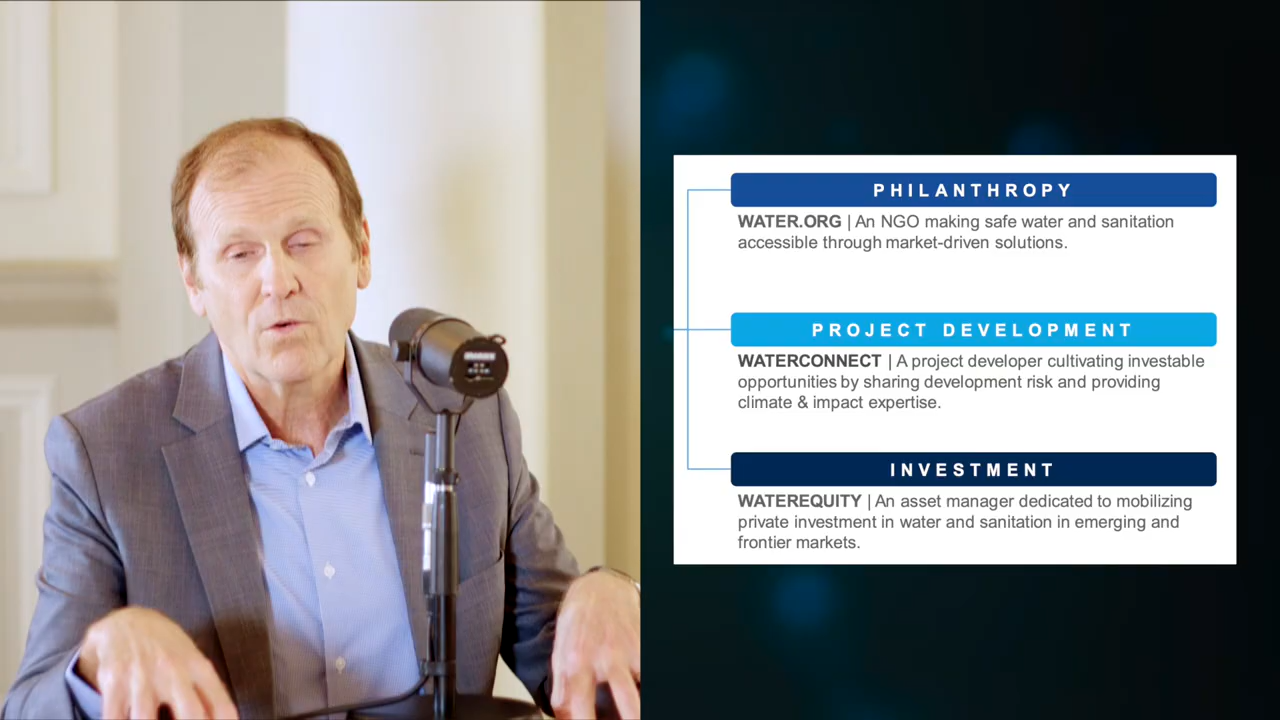 PHILANTHROPY
WATER.ORG | An NGO making safe water and sanitation
accessible through market-driven solutions.
PROJECT DEVELOPMENT
WATERCONNECT | A project developer cultivating investable
opportunities by sharing development risk and providing
climate & impact expertise.
INVESTMENT
WATEREQUITY | An asset manager dedicated to mobilizing
private investment in water and sanitation in emerging and
frontier markets.